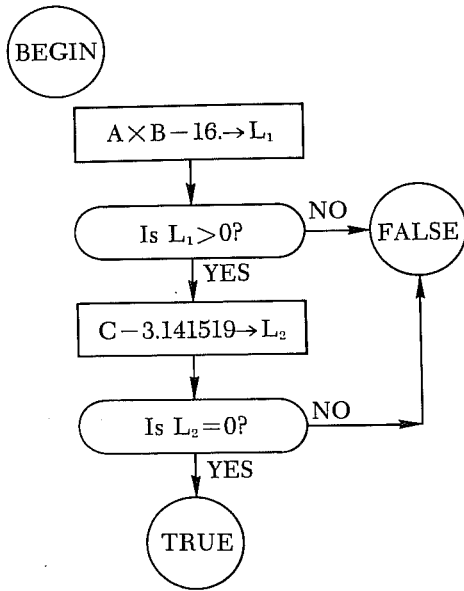 BEGIN
A×B−16.→L₁
Is L₁>0?
NO
FALSE
YES
C−3.141519→L₂
Is L₂=0?
NO
YES
TRUE